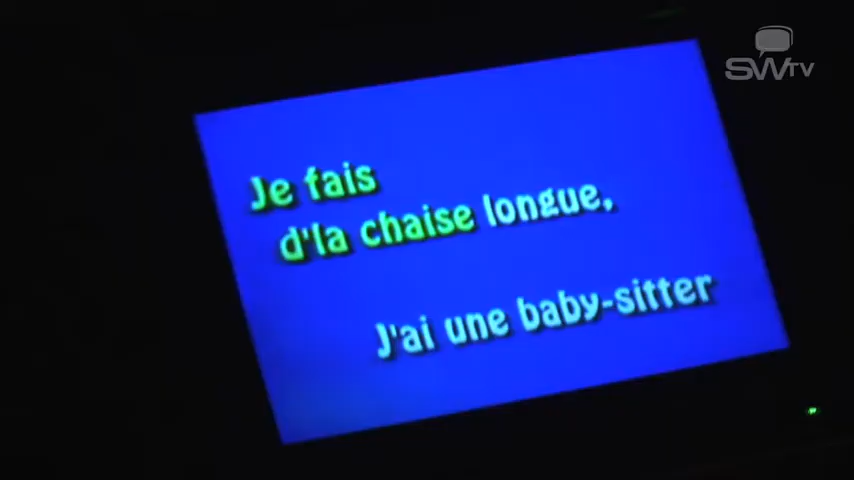 SWTV
Je fais
d'la chaise longue,
J'ai une baby-sitter